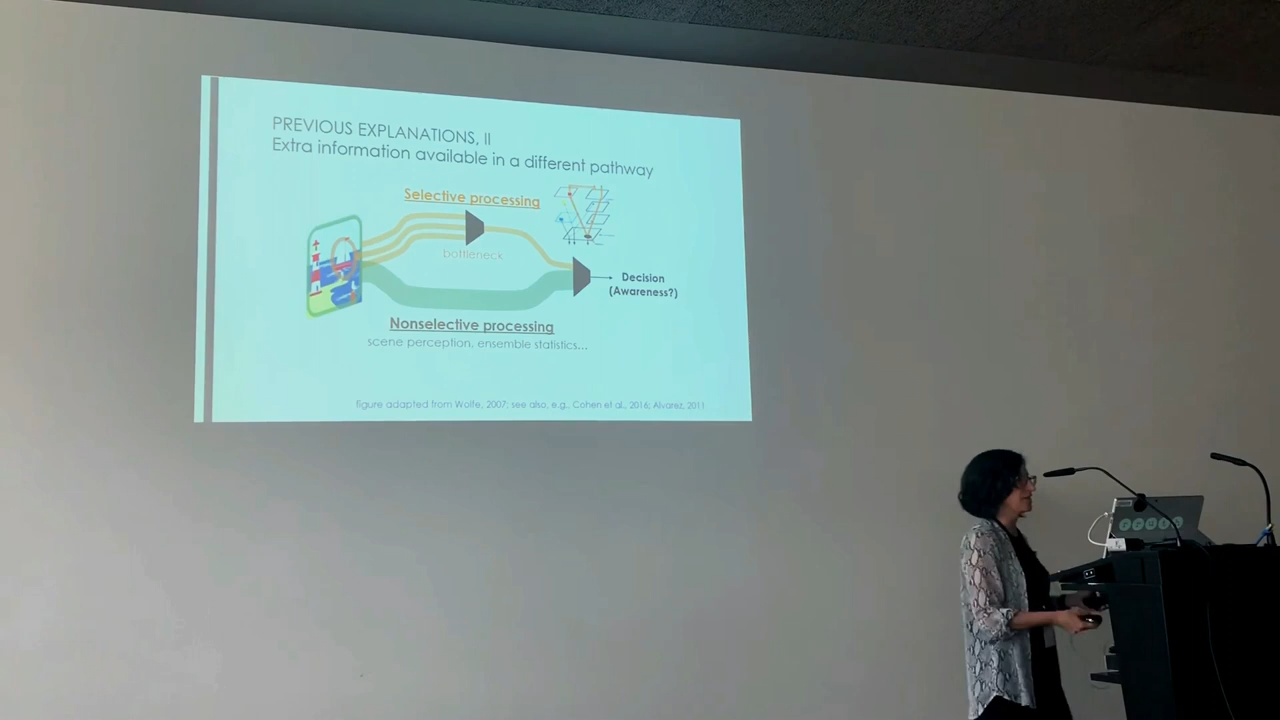 PREVIOUS EXPLANATIONS, II
Extra information available in a different pathway
Selective processing
bottleneck
Decision
(Awareness?)
Nonselective processing
scene perception, ensemble statistics...
Figure adapted from Wolfe, 2007; see also, e.g., Cohen et al., 2016; Alvarez, 2011